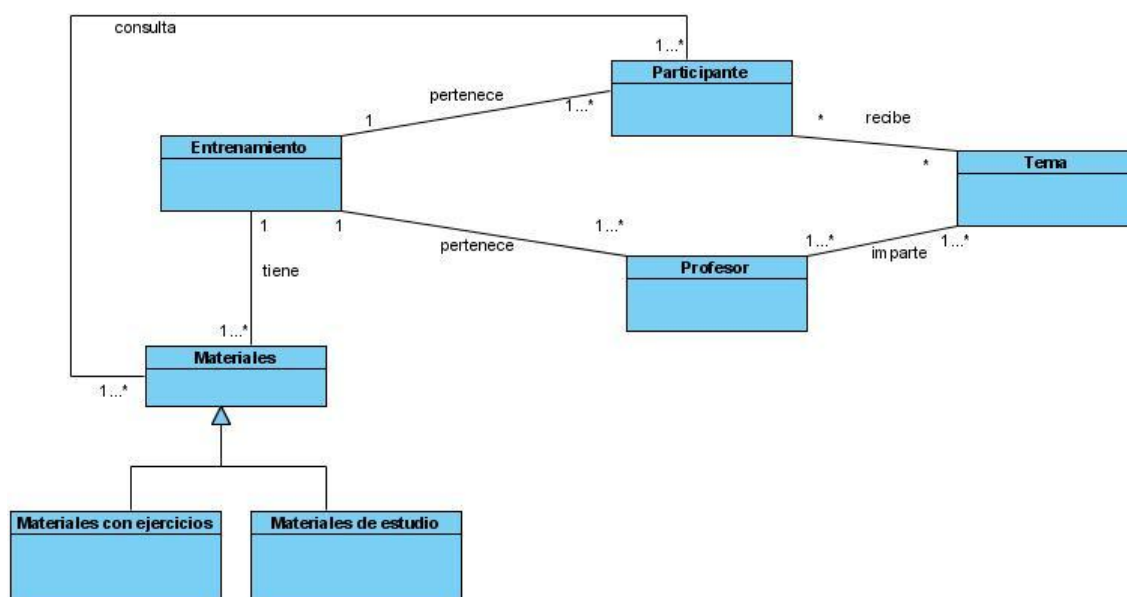 consulta
1...*
Participante
pertenece
1...*
1
recibe
*
*
Entrenamiento
Tema
1
1
1...*
1...*
1...*
pertenece
imparte
tiene
Profesor
1...*
Materiales
1...*
Materiales con ejercicios
Materiales de estudio